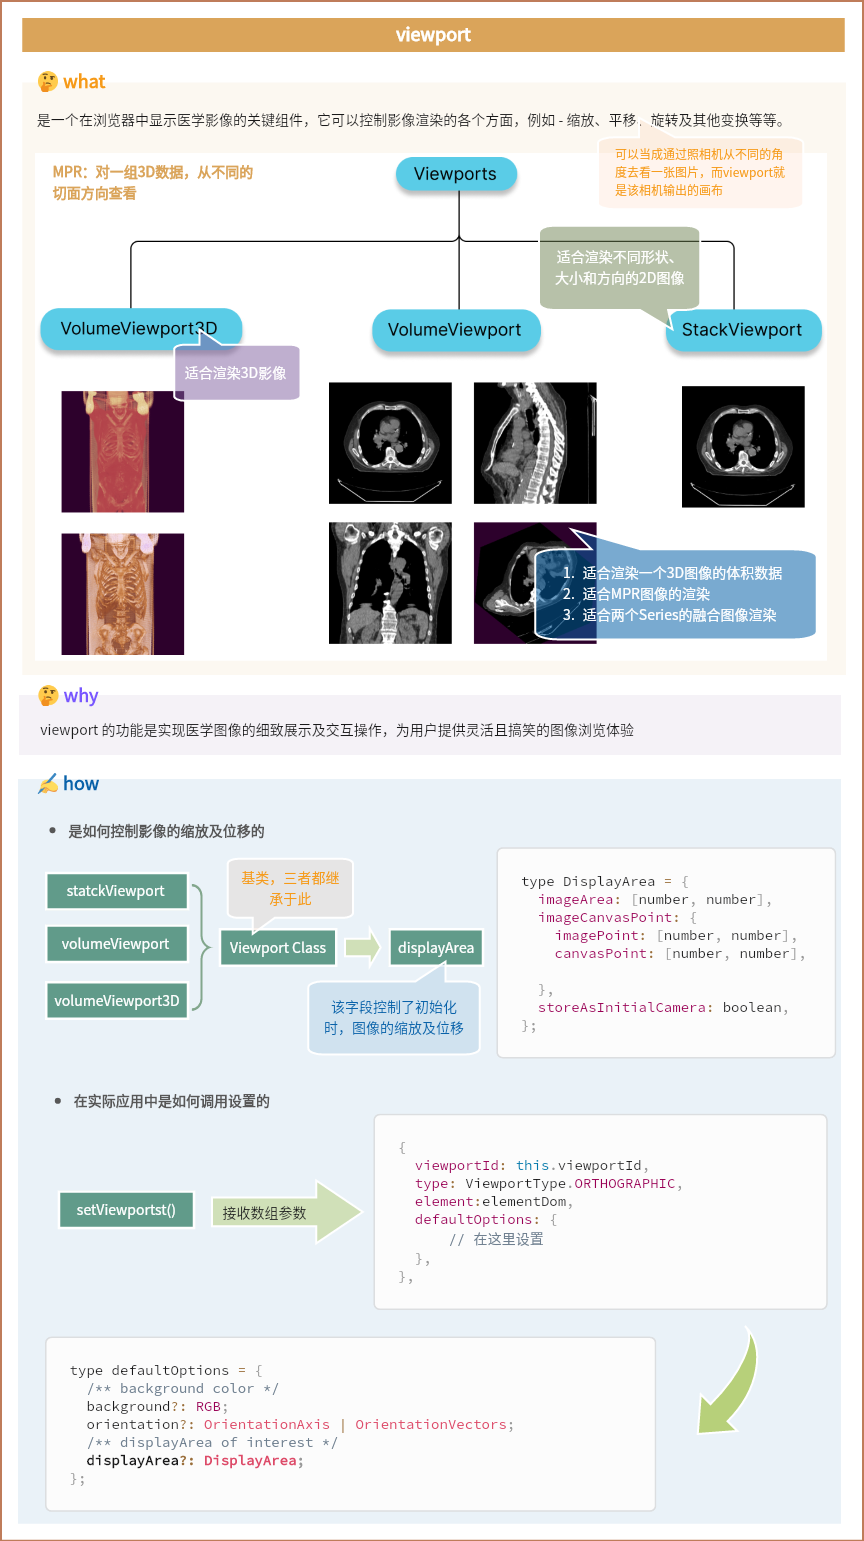 viewport
🤔 what
是一个在浏览器中显示医学影像的关键组件，它可以控制影像渲染的各个方面，例如 - 缩放、平移、旋转及其他变换等等。
可以当成通过照相机从不同的角
度去看一张图片，而viewport就
是该相机输出的画布
MPR：对一组3D数据，从不同的
切面方向查看
Viewports
适合渲染不同形状、
大小和方向的2D图像
VolumeViewport3D
VolumeViewport
StackViewport
适合渲染3D影像
1. 适合渲染一个3D图像的体积数据
2. 适合MPR图像的渲染
3. 适合两个Series的融合图像渲染
🤔 why
viewport 的功能是实现医学图像的细致展示及交互操作，为用户提供灵活且搞笑的图像浏览体验
✍️ how
• 是如何控制影像的缩放及位移的
statckViewport
volumeViewport
volumeViewport3D
基类，三者都继
承于此
Viewport Class
displayArea
该字段控制了初始化
时，图像的缩放及位移
type DisplayArea = {
imageArea: [number, number],
imageCanvasPoint: {
imagePoint: [number, number],
canvasPoint: [number, number],
},
storeAsInitialCamera: boolean,
};
• 在实际应用中是如何调用设置的
setViewportst()
接收数组参数
{
viewportId: this.viewportId,
type: ViewportType.ORTHOGRAPHIC,
element:elementDom,
defaultOptions: {
// 在这里设置
},
},
type defaultOptions = {
/** background color */
background?: RGB;
orientation?: OrientationAxis | OrientationVectors;
/** displayArea of interest */
displayArea?: DisplayArea;
};